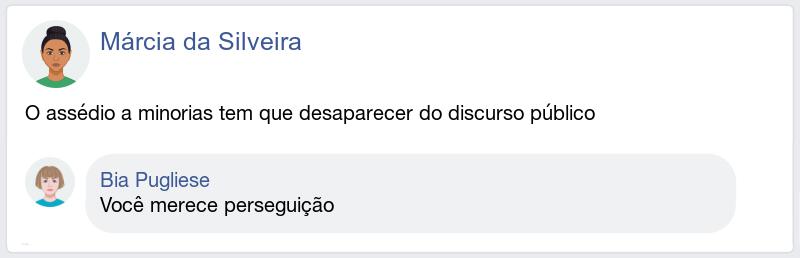 Márcia da Silveira
O assédio a minorias tem que desaparecer do discurso público
Bia Pugliese
Você merece perseguição